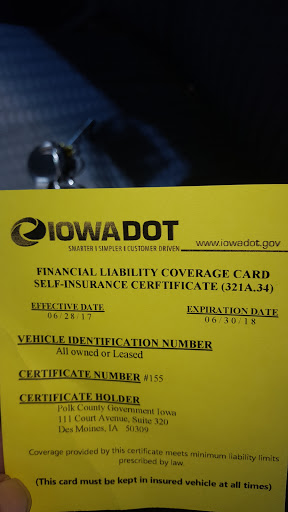 IOWADOT
SMARTER I SIMPLER I CUSTOMER DRIVEN
www.iowadot.gov
FINANCIAL LIABILITY COVERAGE CARD
SELF-INSURANCE CERFTIFICATE (321A.34)
EFFECTIVE DATE
06/28/17
EXPIRATION DATE
06/30/18
VEHICLE IDENTIFICATION NUMBER
All owned or Leased
CERTIFICATE NUMBER #155
CERTIFICATE HOLDER
Polk County Government Iowa
111 Court Avenue, Suite 320
Des Moines, IA 50309
Coverage provided by this certificate meets minimum liability limits
prescribed by law.
(This card must be kept in insured vehicle at all times)